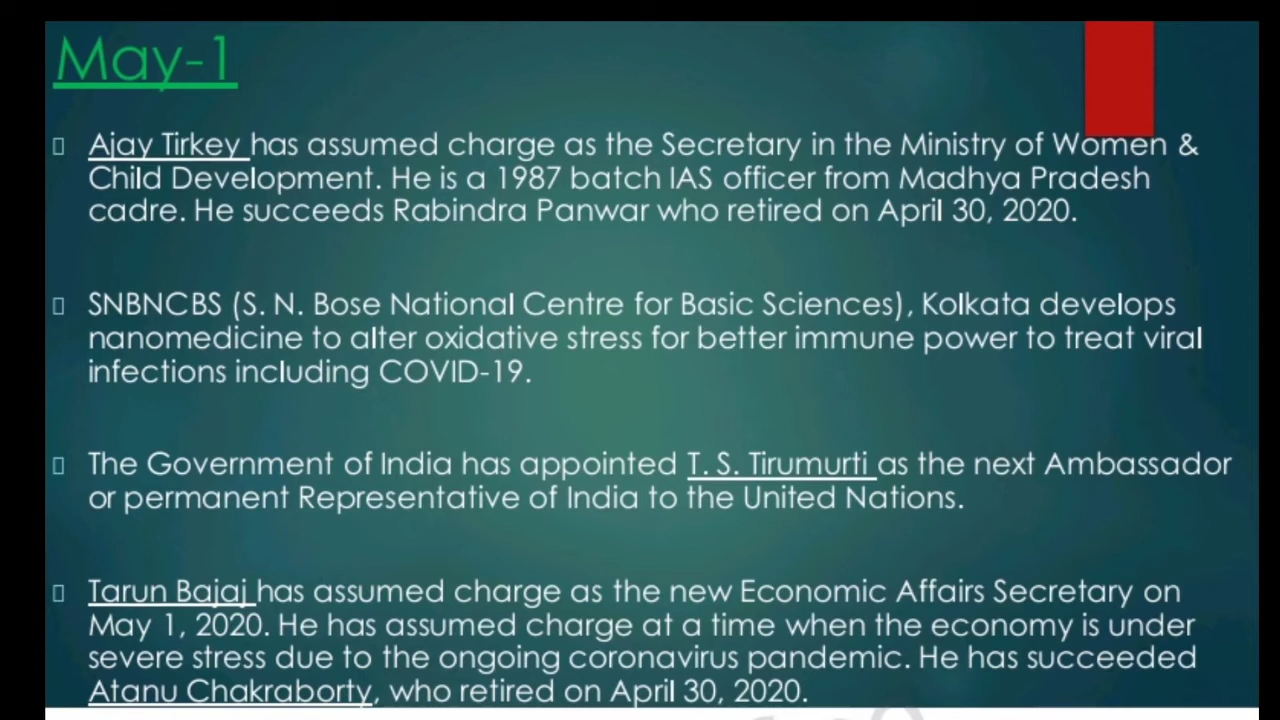 May-1
Ajay Tirkey has assumed charge as the Secretary in the Ministry of Women &
Child Development. He is a 1987 batch IAS officer from Madhya Pradesh
cadre. He succeeds Rabindra Panwar who retired on April 30, 2020.
SNBNCBS (S. N. Bose National Centre for Basic Sciences), Kolkata develops
nanomedicine to alter oxidative stress for better immune power to treat viral
infections including COVID-19.
The Government of India has appointed T. S. Tirumurti as the next Ambassador
or permanent Representative of India to the United Nations.
Tarun Bajaj has assumed charge as the new Economic Affairs Secretary on
May 1, 2020. He has assumed charge at a time when the economy is under
severe stress due to the ongoing coronavirus pandemic. He has succeeded
Atanu Chakraborty, who retired on April 30, 2020.